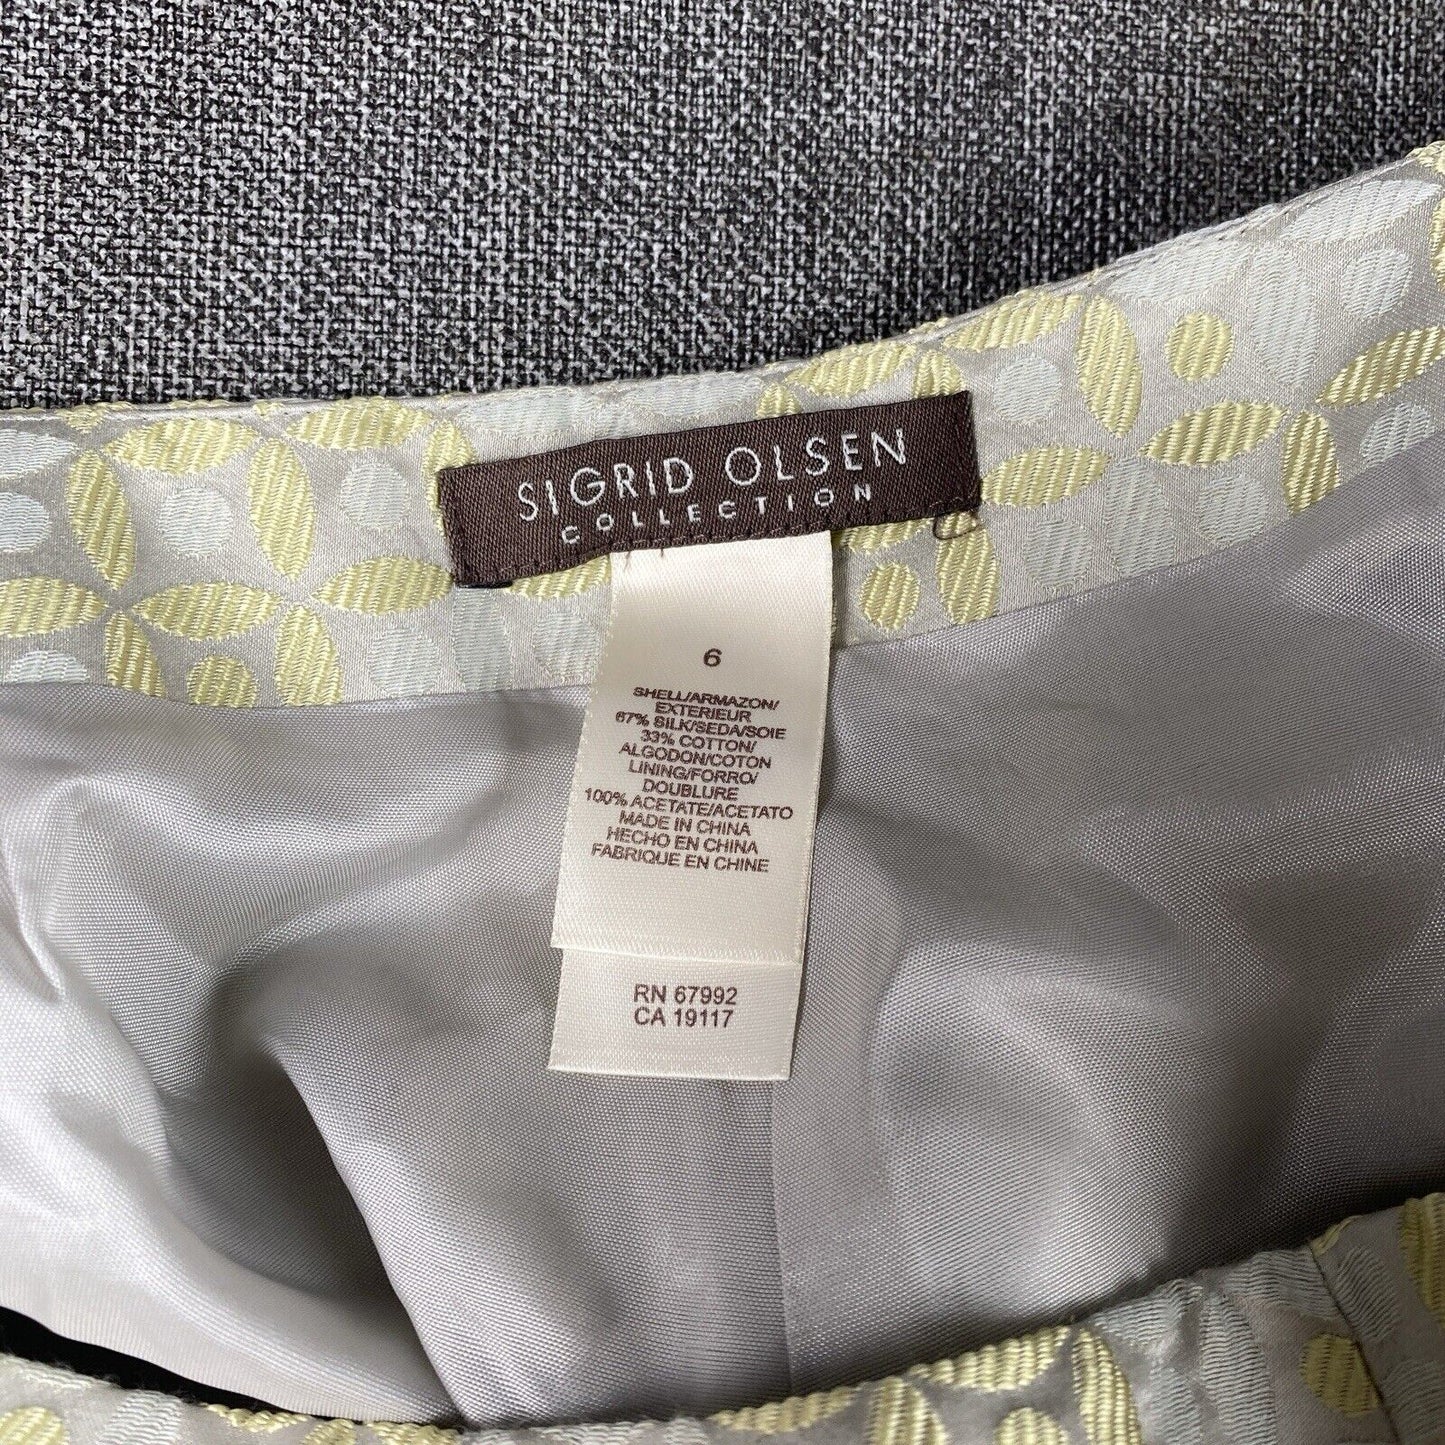 SIGRID OLSEN
COLLECTION
6
SHELL/ARMAZON/
EXTERIEUR
67% SILK/SEDA/SOIE
33% COTTON/
ALGODON/COTON
LINING/FORRO/
DOUBLURE
100% ACETATE/ACETATO
MADE IN CHINA
HECHO EN CHINA
FABRIQUE EN CHINE
RN 67992
CA 19117